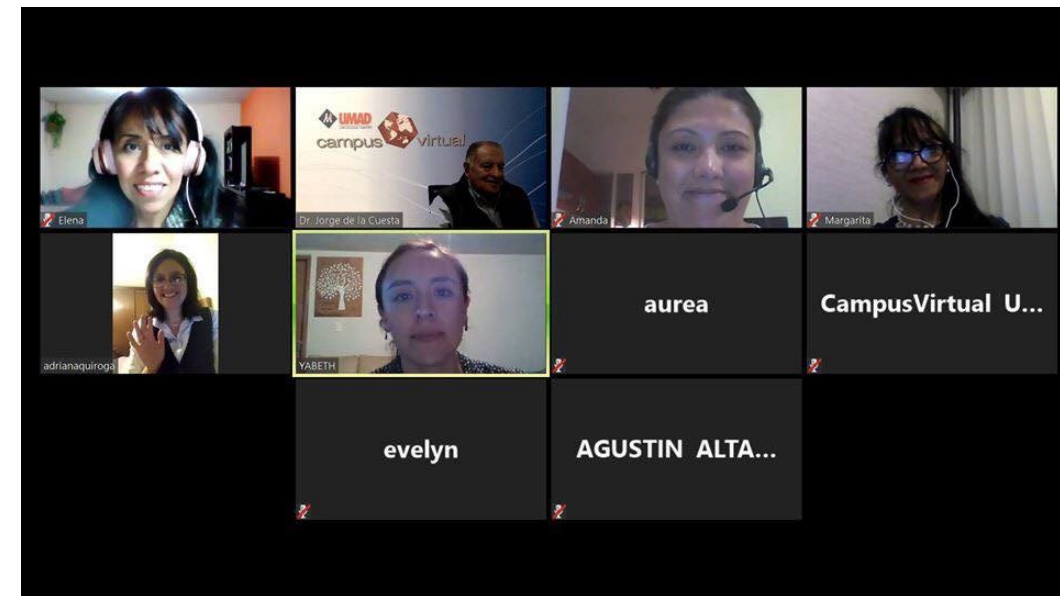 UMAD
campus virtual
Elena
Dr. Jorge de la Cuesta
Amanda
Margarita
adrianaquiroga
YABETH
aurea
CampusVirtual U...
evelyn
AGUSTIN ALTA...